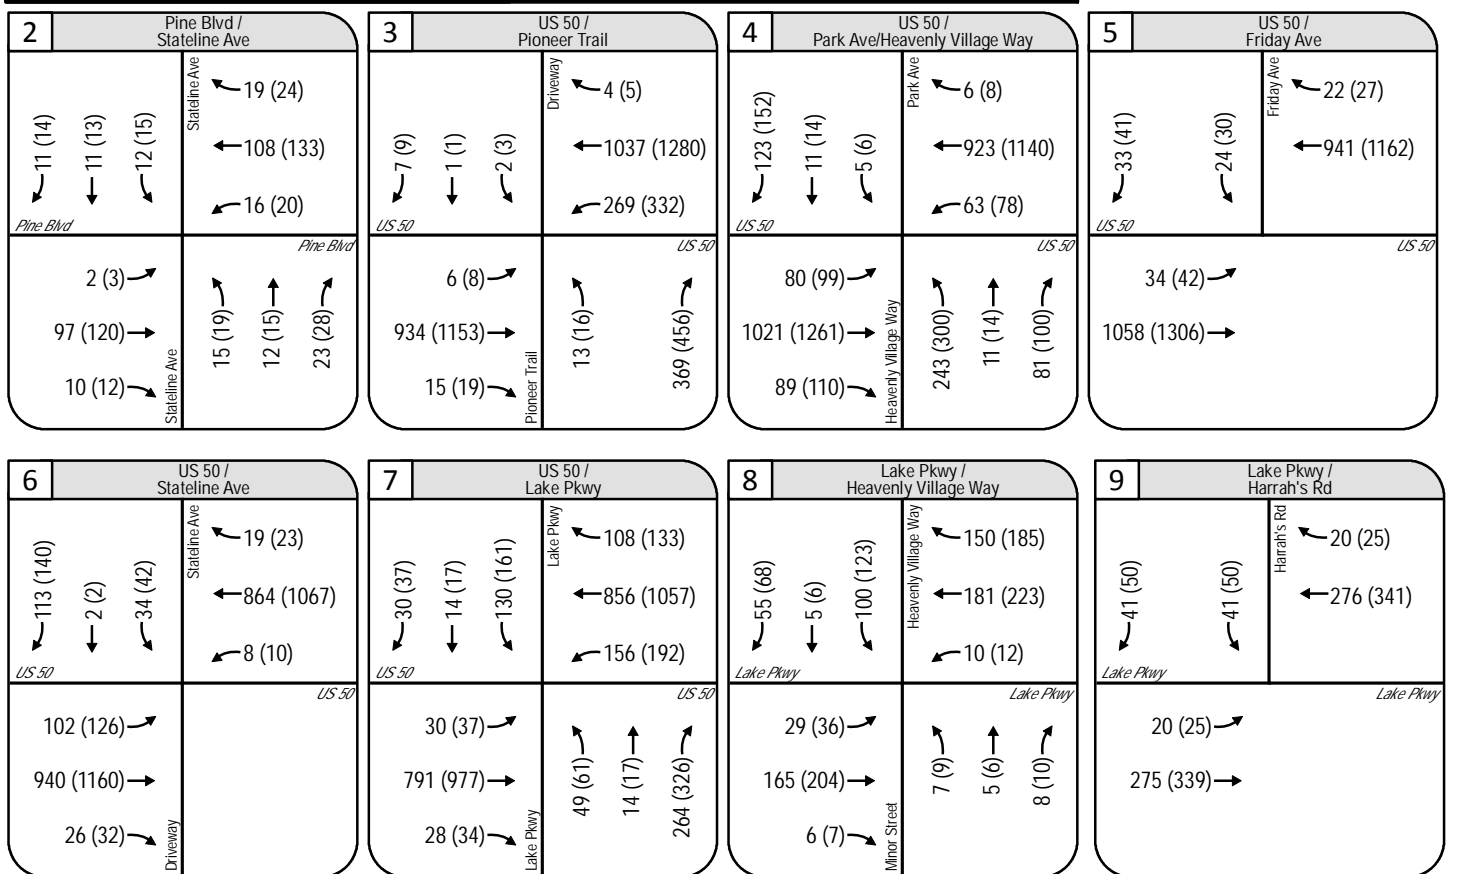 2
Pine Blvd /
Stateline Ave
11 (14)
11 (13)
12 (15)
Stateline Ave
19 (24)
108 (133)
16 (20)
Pine Blvd
Pine Blvd
2 (3)
97 (120)
10 (12)
Stateline Ave
15 (19)
12 (15)
23 (28)
3
US 50 /
Pioneer Trail
7 (9)
1 (1)
2 (3)
Driveway
4 (5)
1037 (1280)
269 (332)
US 50
US 50
6 (8)
934 (1153)
15 (19)
Pioneer Trail
13 (16)
369 (456)
4
US 50 /
Park Ave/Heavenly Village Way
123 (152)
11 (14)
5 (6)
Park Ave
6 (8)
923 (1140)
63 (78)
US 50
US 50
80 (99)
1021 (1261)
89 (110)
Heavenly Village Way
243 (300)
11 (14)
81 (100)
5
US 50 /
Friday Ave
33 (41)
24 (30)
Friday Ave
22 (27)
941 (1162)
US 50
US 50
34 (42)
1058 (1306)
6
US 50 /
Stateline Ave
113 (140)
2 (2)
34 (42)
Stateline Ave
19 (23)
864 (1067)
8 (10)
US 50
US 50
102 (126)
940 (1160)
26 (32)
Driveway
7
US 50 /
Lake Pkwy
30 (37)
14 (17)
130 (161)
Lake Pkwy
108 (133)
856 (1057)
156 (192)
US 50
US 50
30 (37)
791 (977)
28 (34)
Lake Pkwy
49 (61)
14 (17)
264 (326)
8
Lake Pkwy /
Heavenly Village Way
55 (68)
5 (6)
100 (123)
Heavenly Village Way
150 (185)
181 (223)
10 (12)
Lake Pkwy
Lake Pkwy
29 (36)
165 (204)
6 (7)
Minor Street
7 (9)
5 (6)
8 (10)
9
Lake Pkwy /
Harrah's Rd
41 (50)
41 (50)
Harrah's Rd
20 (25)
276 (341)
Lake Pkwy
Lake Pkwy
20 (25)
275 (339)